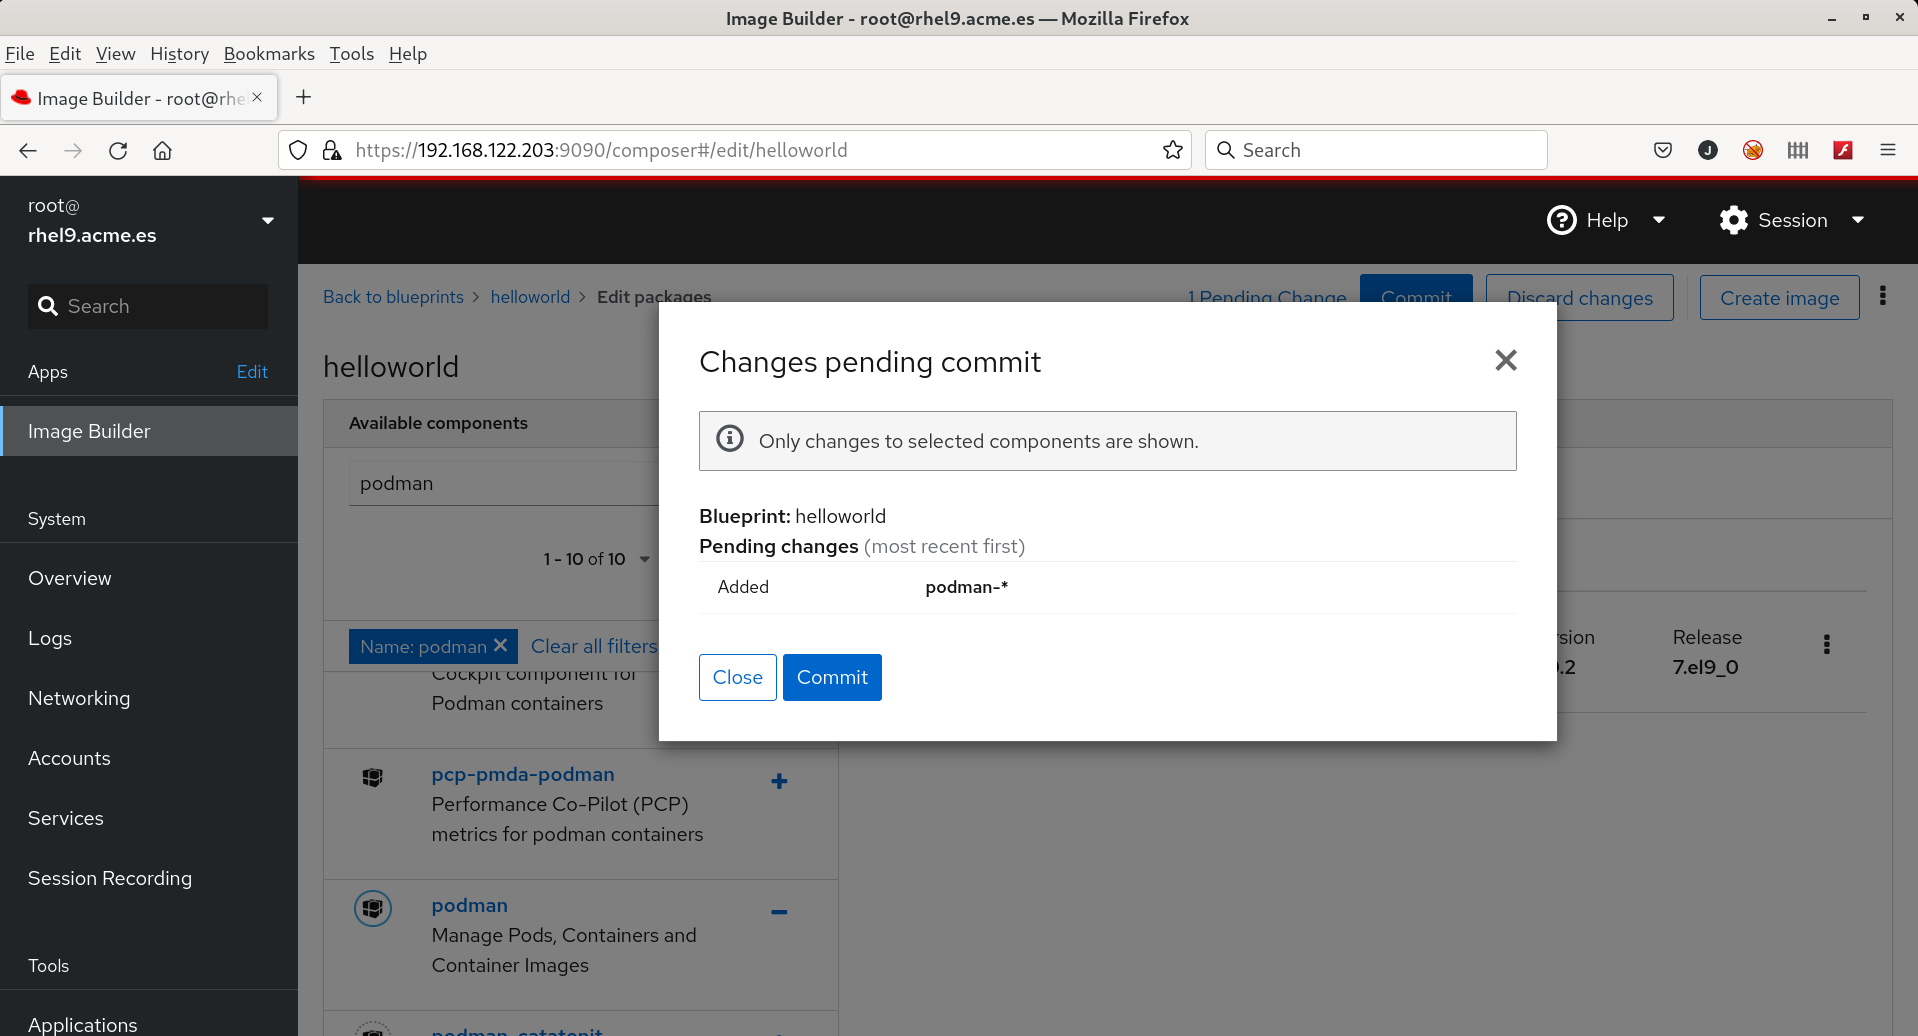 Image Builder - root@rhel9.acme.es — Mozilla Firefox
File Edit View History Bookmarks Tools Help
Image Builder - root@rhe
https://192.168.122.203:9090/composer#/edit/helloworld
Search
root@
rhel9.acme.es
Help
Session
Search
Apps
Edit
Image Builder
System
Overview
Logs
Networking
Accounts
Services
Session Recording
Tools
Applications
Back to blueprints > helloworld > Edit packages
1 Pending Change
Commit
Discard changes
Create image
helloworld
Available components
podman
1 - 10 of 10
Name: podman
Clear all filters
Cockpit component for
Podman containers
pcp-pmda-podman
Performance Co-Pilot (PCP)
metrics for podman containers
podman
Manage Pods, Containers and
Container Images
podman-catatonit
Changes pending commit
Only changes to selected components are shown.
Blueprint: helloworld
Pending changes (most recent first)
Added podman-*
Close
Commit
Release
7.el9_0